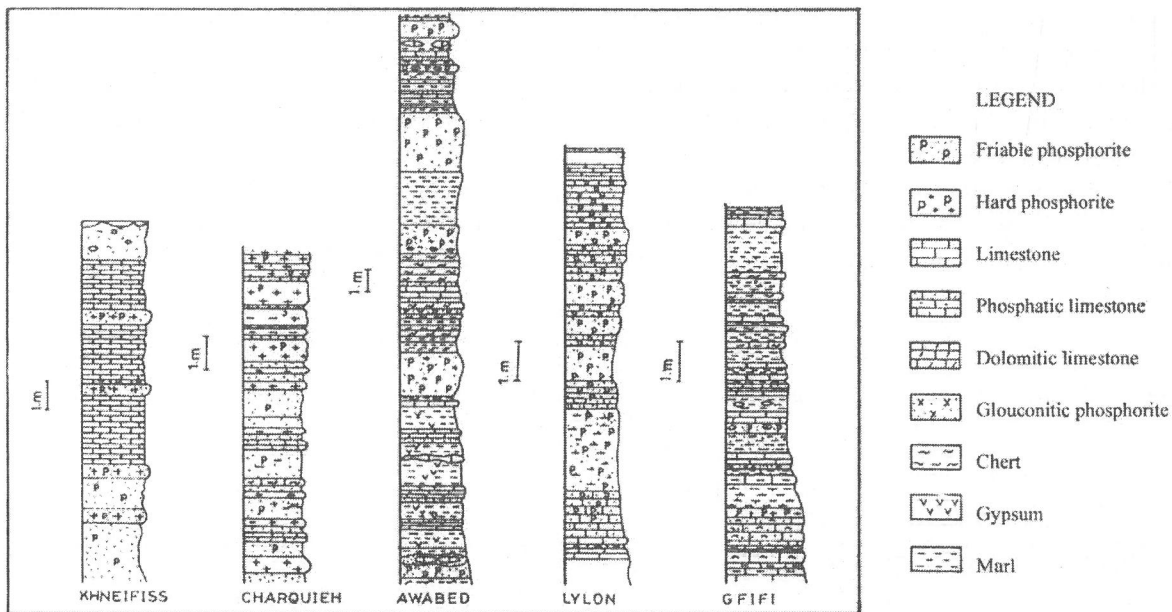 1.m
KHNEIFISS
1.m
CHARQUIEH
1.m
AWABED
1.m
LYLON
1.m
GFIFI
LEGEND
Friable phosphorite
Hard phosphorite
Limestone
Phosphatic limestone
Dolomitic limestone
Glouconitic phosphorite
Chert
Gypsum
Marl